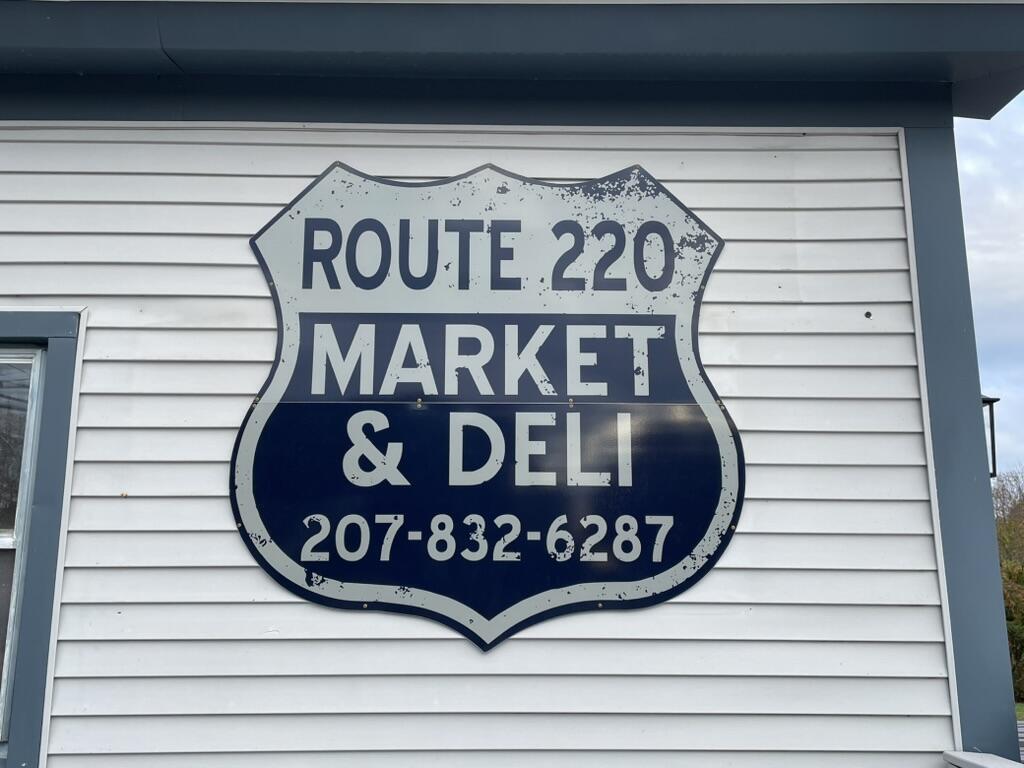 ROUTE 220
MARKET
& DELI
207-832-6287